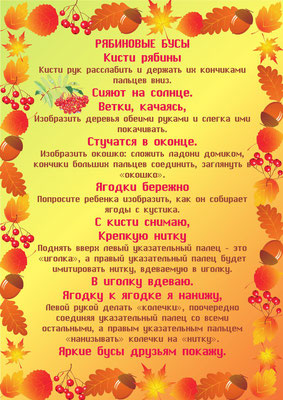 РЯБИНОВЫЕ БУСЫ
Кисти рябины
Кисти рук расслабить и держать их кончиками
пальцев вниз.
Сияют на солнце.
Ветки, качаясь,
Изобразить деревья обеими руками и слегка ими
покачивать.
Стучатся в оконце.
Изобразить окошко: сложить ладони домиком,
кончики больших пальцев соединить, заглянуть в
«окошко».
Ягодки бережно
Попросите ребенка изобразить, как он собирает
ягоды с кустика.
С кисти снимаю,
Крепкую нитку
Поднять вверх левый указательный палец - это
«иголка», а правый указательный палец будет
имитировать нитку, вдеваемую в иголку.
В иголку вдеваю.
Ягодку к ягодке я нанижу,
Левой рукой делать «колечки», поочередно
соединяя указательный палец со всеми
остальными, а правым указательным пальцем
«нанизывать» колечки на «нитку».
Яркие бусы друзьям покажу.